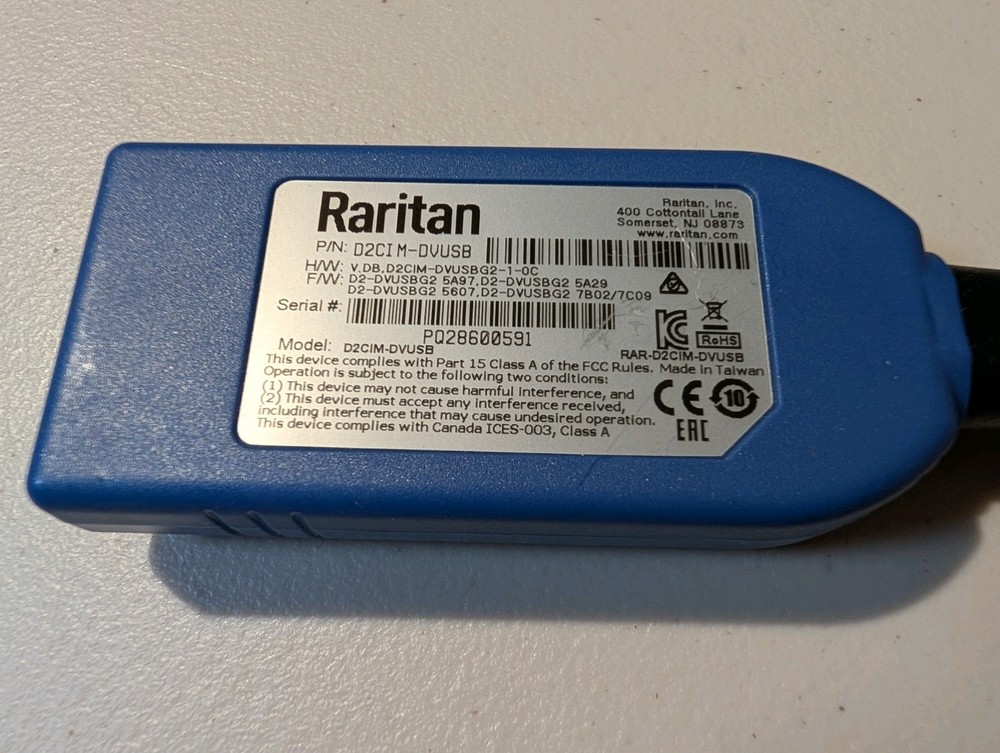 Raritan
Raritan, Inc.
400 Cottontail Lane
Somerset, NJ 08873
www.raritan.com
P/N: D2CIM-DVUSB
H/W: V.DB,D2CIM-DVUSBG2-1-0C
F/W: D2-DVUSBG2 5A97,D2-DVUSBG2 5A29
D2-DVUSBG2 5607,D2-DVUSBG2 7B02/7C09
Serial #:
PQ28600591
Model: D2CIM-DVUSB
RoHS
RAR-D2CIM-DVUSB
This device complies with Part 15 Class A of the FCC Rules. Made in Taiwan
Operation is subject to the following two conditions:
(1) This device may not cause harmful interference, and
(2) This device must accept any interference received,
including interference that may cause undesired operation.
This device complies with Canada ICES-003, Class A
CE
10
EAC